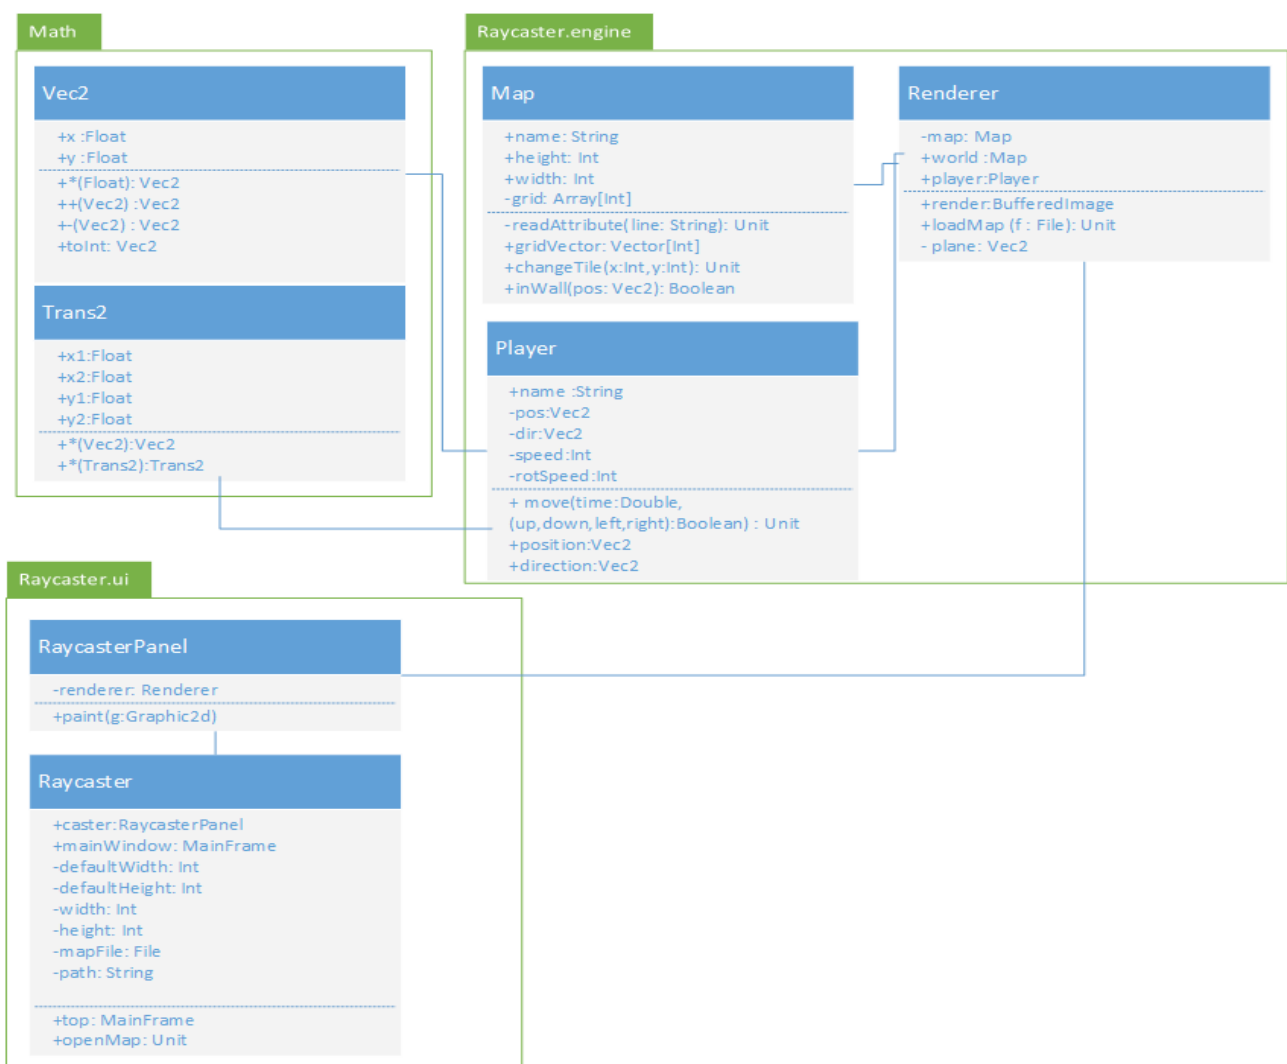 Math
Vec2
+x :Float
+y :Float
+*(Float): Vec2
++(Vec2) :Vec2
+-(Vec2) : Vec2
+toInt: Vec2
Trans2
+x1:Float
+x2:Float
+y1:Float
+y2:Float
+*(Vec2):Vec2
+*(Trans2):Trans2
Raycaster.engine
Map
+name: String
+height: Int
+width: Int
-grid: Array[Int]
-readAttribute(line: String): Unit
+gridVector: Vector[Int]
+changeTile(x:Int,y:Int): Unit
+inWall(pos: Vec2): Boolean
Renderer
-map: Map
+world :Map
+player:Player
+render:BufferedImage
+loadMap (f : File): Unit
- plane: Vec2
Player
+name :String
-pos:Vec2
-dir:Vec2
-speed:Int
-rotSpeed:Int
+ move(time:Double,
(up,down,left,right):Boolean) : Unit
+position:Vec2
+direction:Vec2
Raycaster.ui
RaycasterPanel
-renderer: Renderer
+paint(g:Graphic2d)
Raycaster
+caster:RaycasterPanel
+mainWindow: MainFrame
-defaultWidth: Int
-defaultHeight: Int
-width: Int
-height: Int
-mapFile: File
-path: String
+top: MainFrame
+openMap: Unit